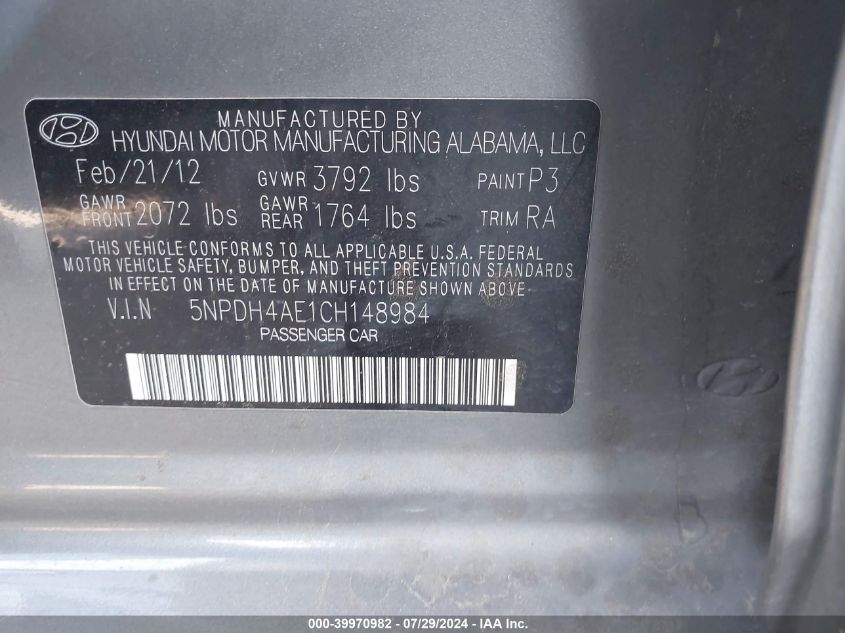 MANUFACTURED BY
HYUNDAI MOTOR MANUFACTURING ALABAMA, LLC
Feb/21/12 GVWR 3792 lbs PAINT P3
GAWR FRONT 2072 lbs GAWR REAR 1764 lbs TRIM RA
THIS VEHICLE CONFORMS TO ALL APPLICABLE U.S.A. FEDERAL
MOTOR VEHICLE SAFETY, BUMPER, AND THEFT PREVENTION STANDARDS
IN EFFECT ON THE DATE OF MANUFACTURE SHOWN ABOVE-
V.I.N 5NPDH4AE1CH148984
PASSENGER CAR
000-39970982 - 07/29/2024 - IAA Inc.